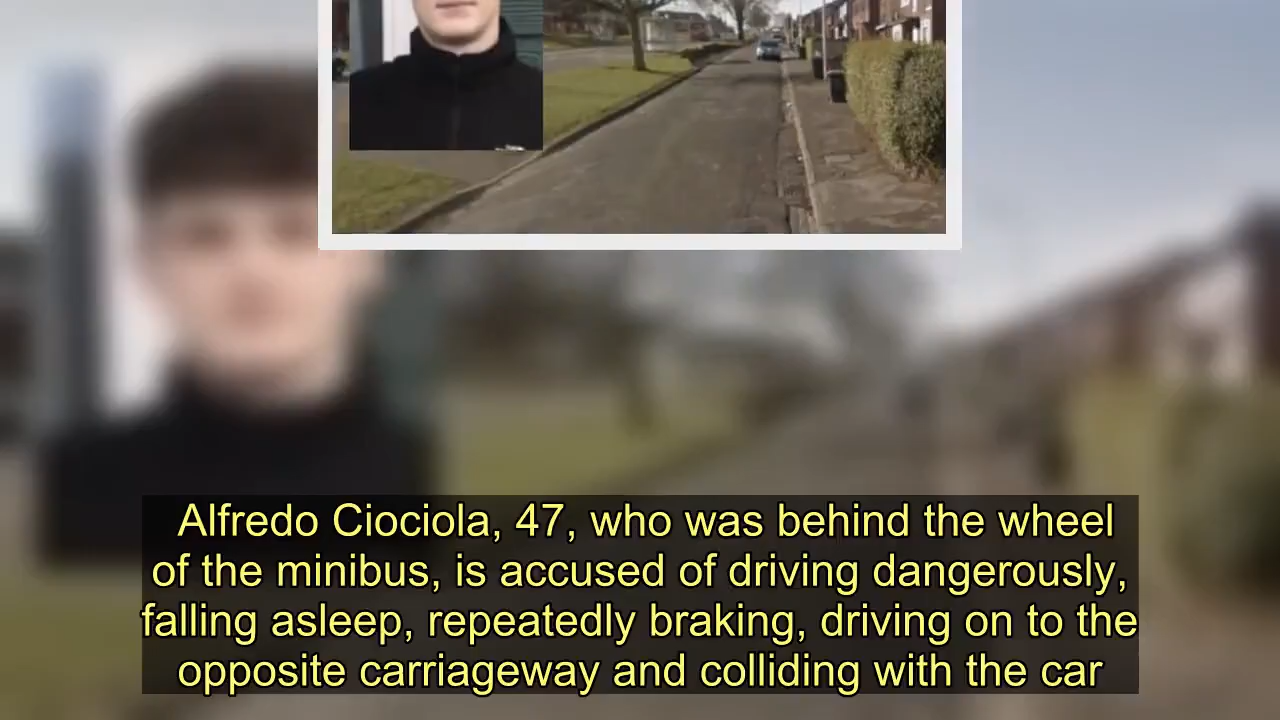 Alfredo Ciociola, 47, who was behind the wheel
of the minibus, is accused of driving dangerously,
falling asleep, repeatedly braking, driving on to the
opposite carriageway and colliding with the car